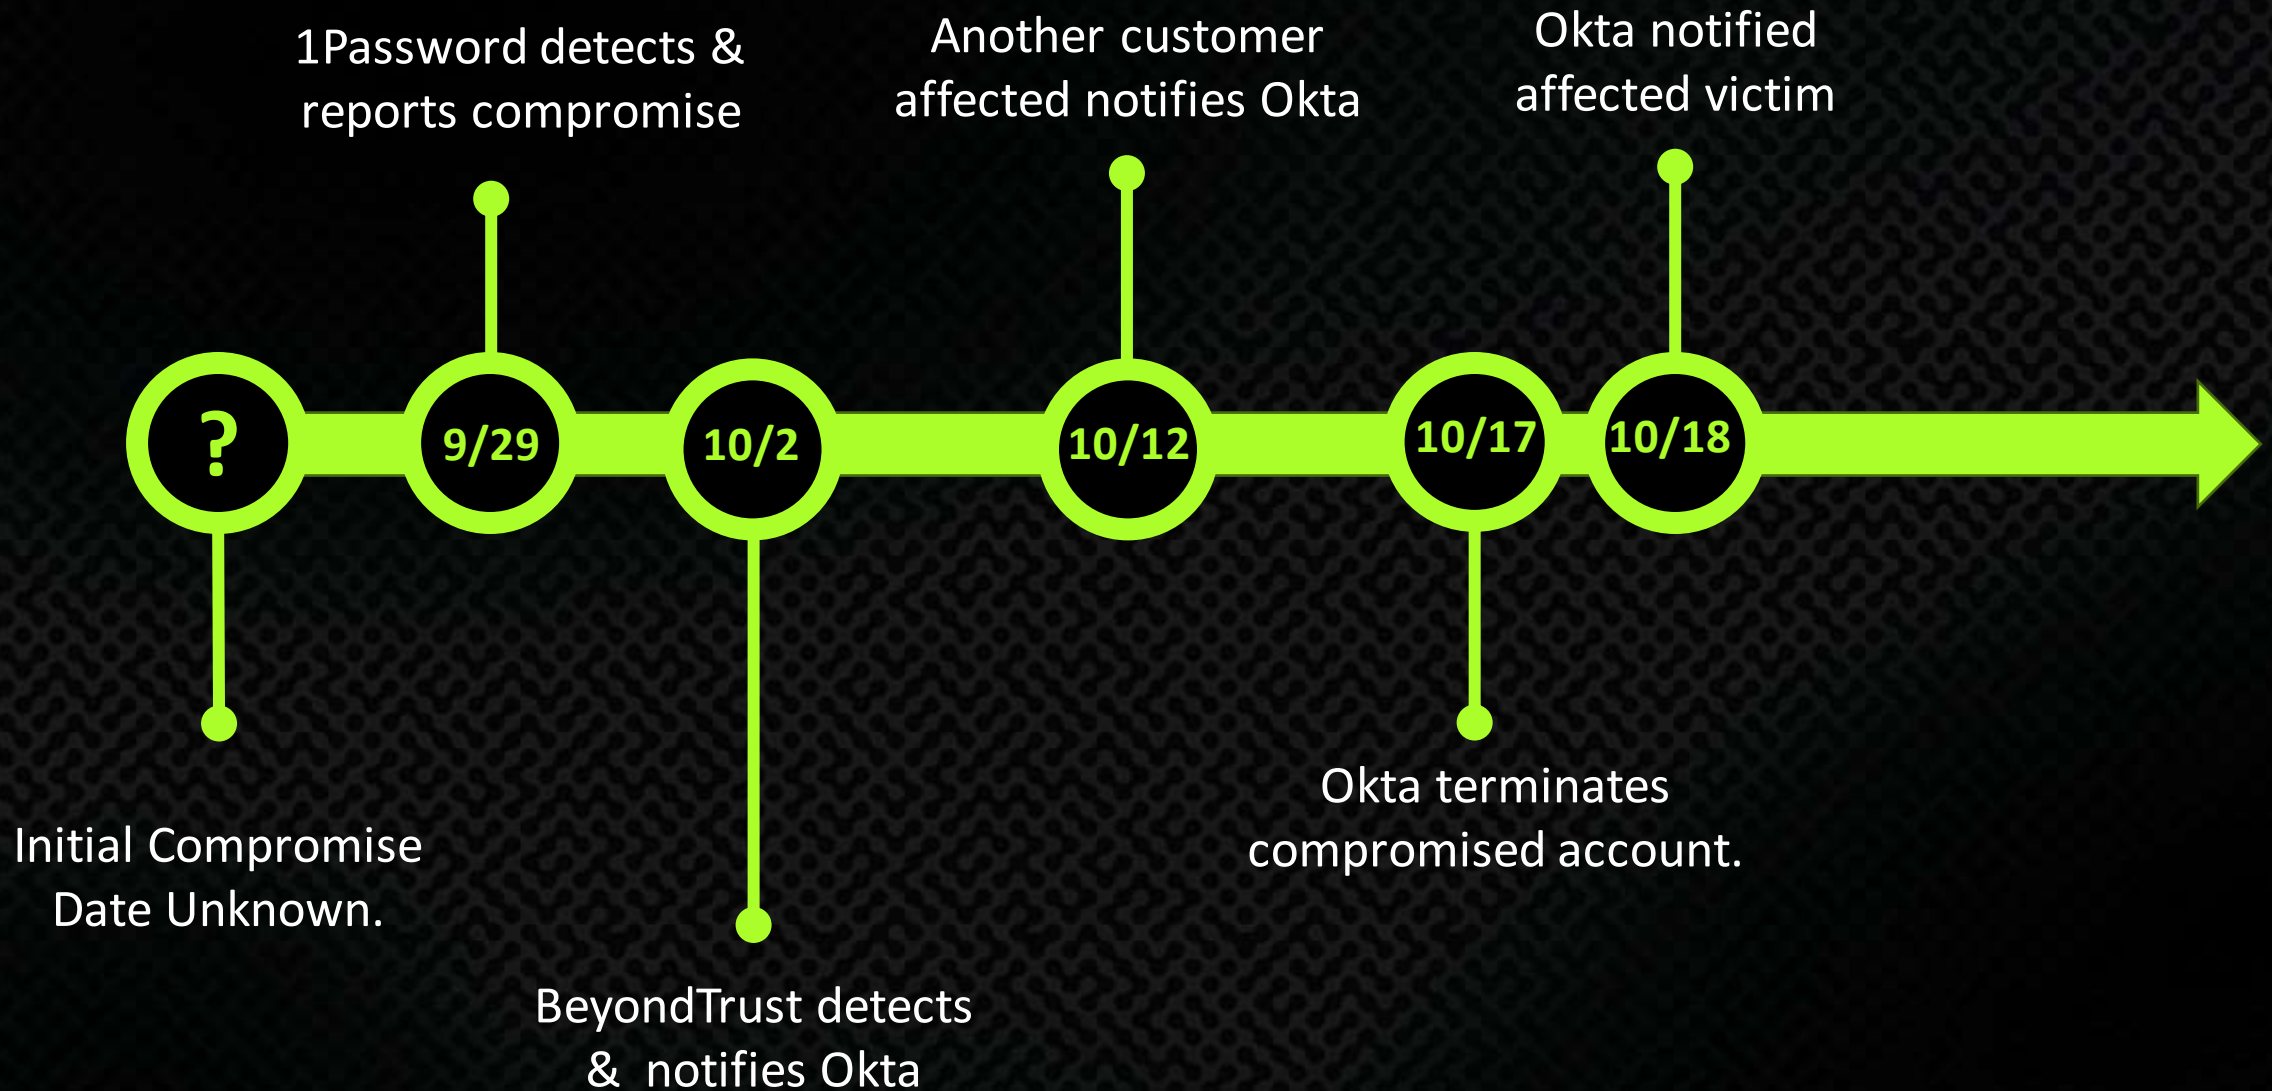 1Password detects &
reports compromise
Another customer
affected notifies Okta
Okta notified
affected victim
?
9/29
10/2
10/12
10/17
10/18
Initial Compromise
Date Unknown.
BeyondTrust detects
& notifies Okta
Okta terminates
compromised account.